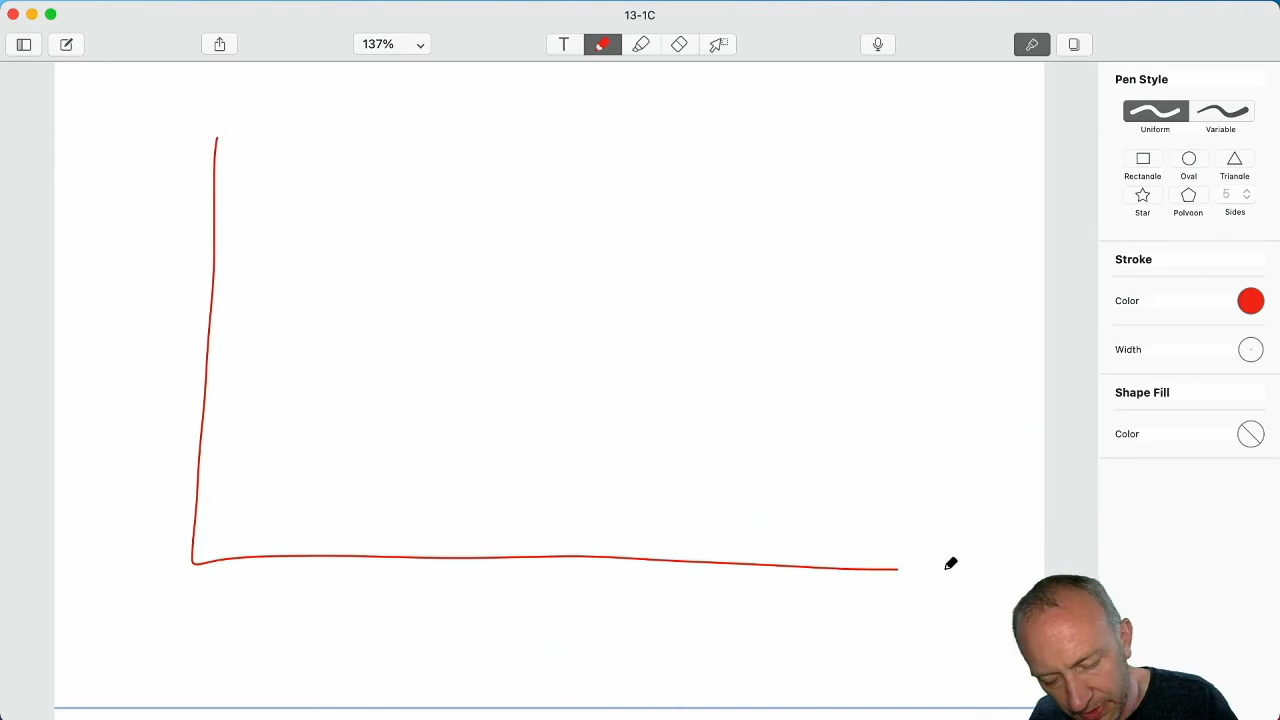 13-1C
137%
T
Pen Style
Uniform
Variable
Rectangle
Oval
Triangle
Star
Polygon
5
Sides
Stroke
Color
Width
Shape Fill
Color